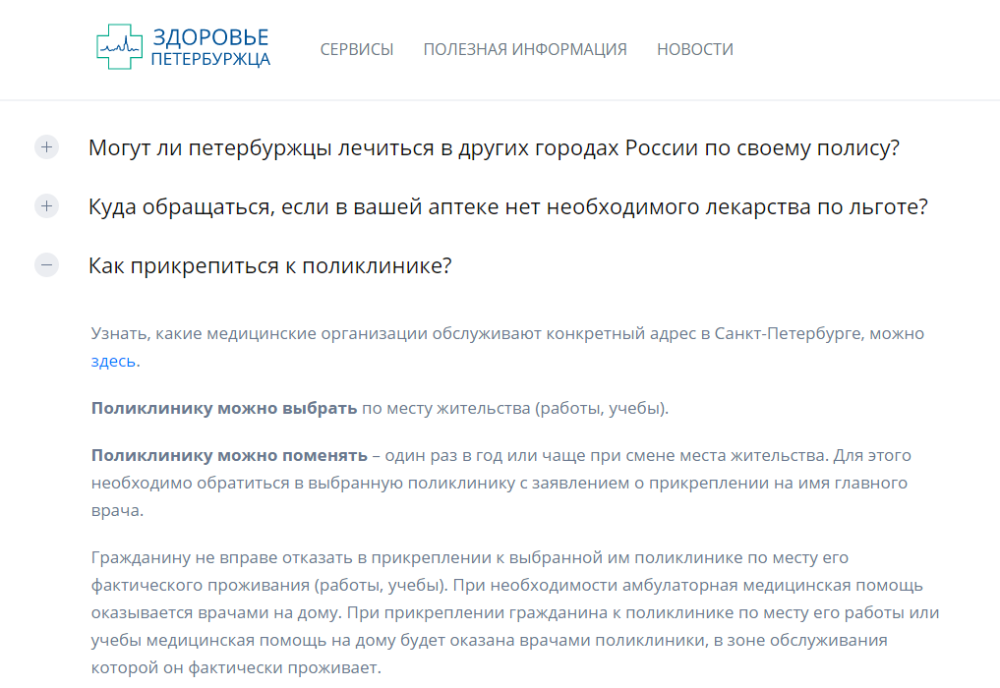 ЗДОРОВЬЕ
ПЕТЕРБУРЖЦА
СЕРВИСЫ ПОЛЕЗНАЯ ИНФОРМАЦИЯ НОВОСТИ
Могут ли петербуржцы лечиться в других городах России по своему полису?
Куда обращаться, если в вашей аптеке нет необходимого лекарства по льготе?
Как прикрепиться к поликлинике?
Узнать, какие медицинские организации обслуживают конкретный адрес в Санкт-Петербурге, можно
здесь.
Поликлинику можно выбрать по месту жительства (работы, учебы).
Поликлинику можно поменять – один раз в год или чаще при смене места жительства. Для этого
необходимо обратиться в выбранную поликлинику с заявлением о прикреплении на имя главного
врача.
Гражданину не вправе отказать в прикреплении к выбранной им поликлинике по месту его
фактического проживания (работы, учебы). При необходимости амбулаторная медицинская помощь
оказывается врачами на дому. При прикреплении гражданина к поликлинике по месту его работы или
учебы медицинская помощь на дому будет оказана врачами поликлиники, в зоне обслуживания
которой он фактически проживает.